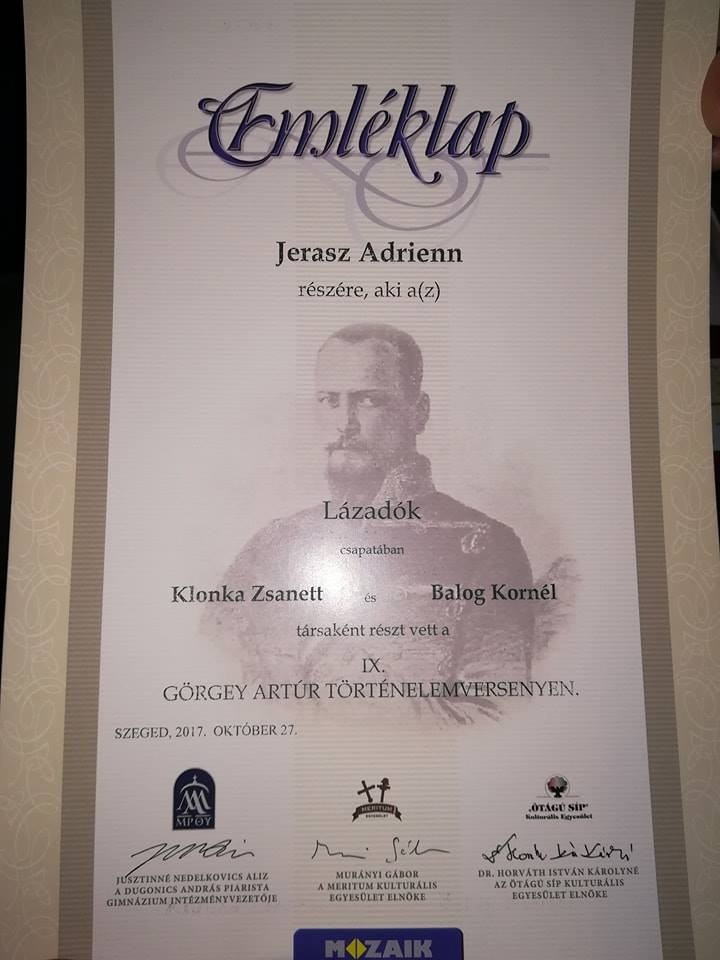 Emléklap
Jerasz Adrienn
részére, aki a(z)
Lázadók
csapatában
Klonka Zsanett és Balog Kornél
társaként részt vett a
IX.
GÖRGEY ARTÚR TÖRTÉNELEMVERSENYEN.
SZEGED, 2017. OKTÓBER 27.
MPGY
MERITUM
EGYESÜLET
"ÖTÁGÚ SÍP"
Kulturális Egyesület
JUSZTINNÉ NEDELKOVICS ALIZ
A DUGONICS ANDRÁS PIARISTA
GIMNÁZIUM INTÉZMÉNYVEZETŐJE
MURÁNYI GÁBOR
A MERITUM KULTURÁLIS
EGYESÜLET ELNÖKE
DR. HORVÁTH ISTVÁN KÁROLYNÉ
AZ ÖTÁGÚ SÍP KULTURÁLIS
EGYESÜLET ELNÖKE
MOZAIK